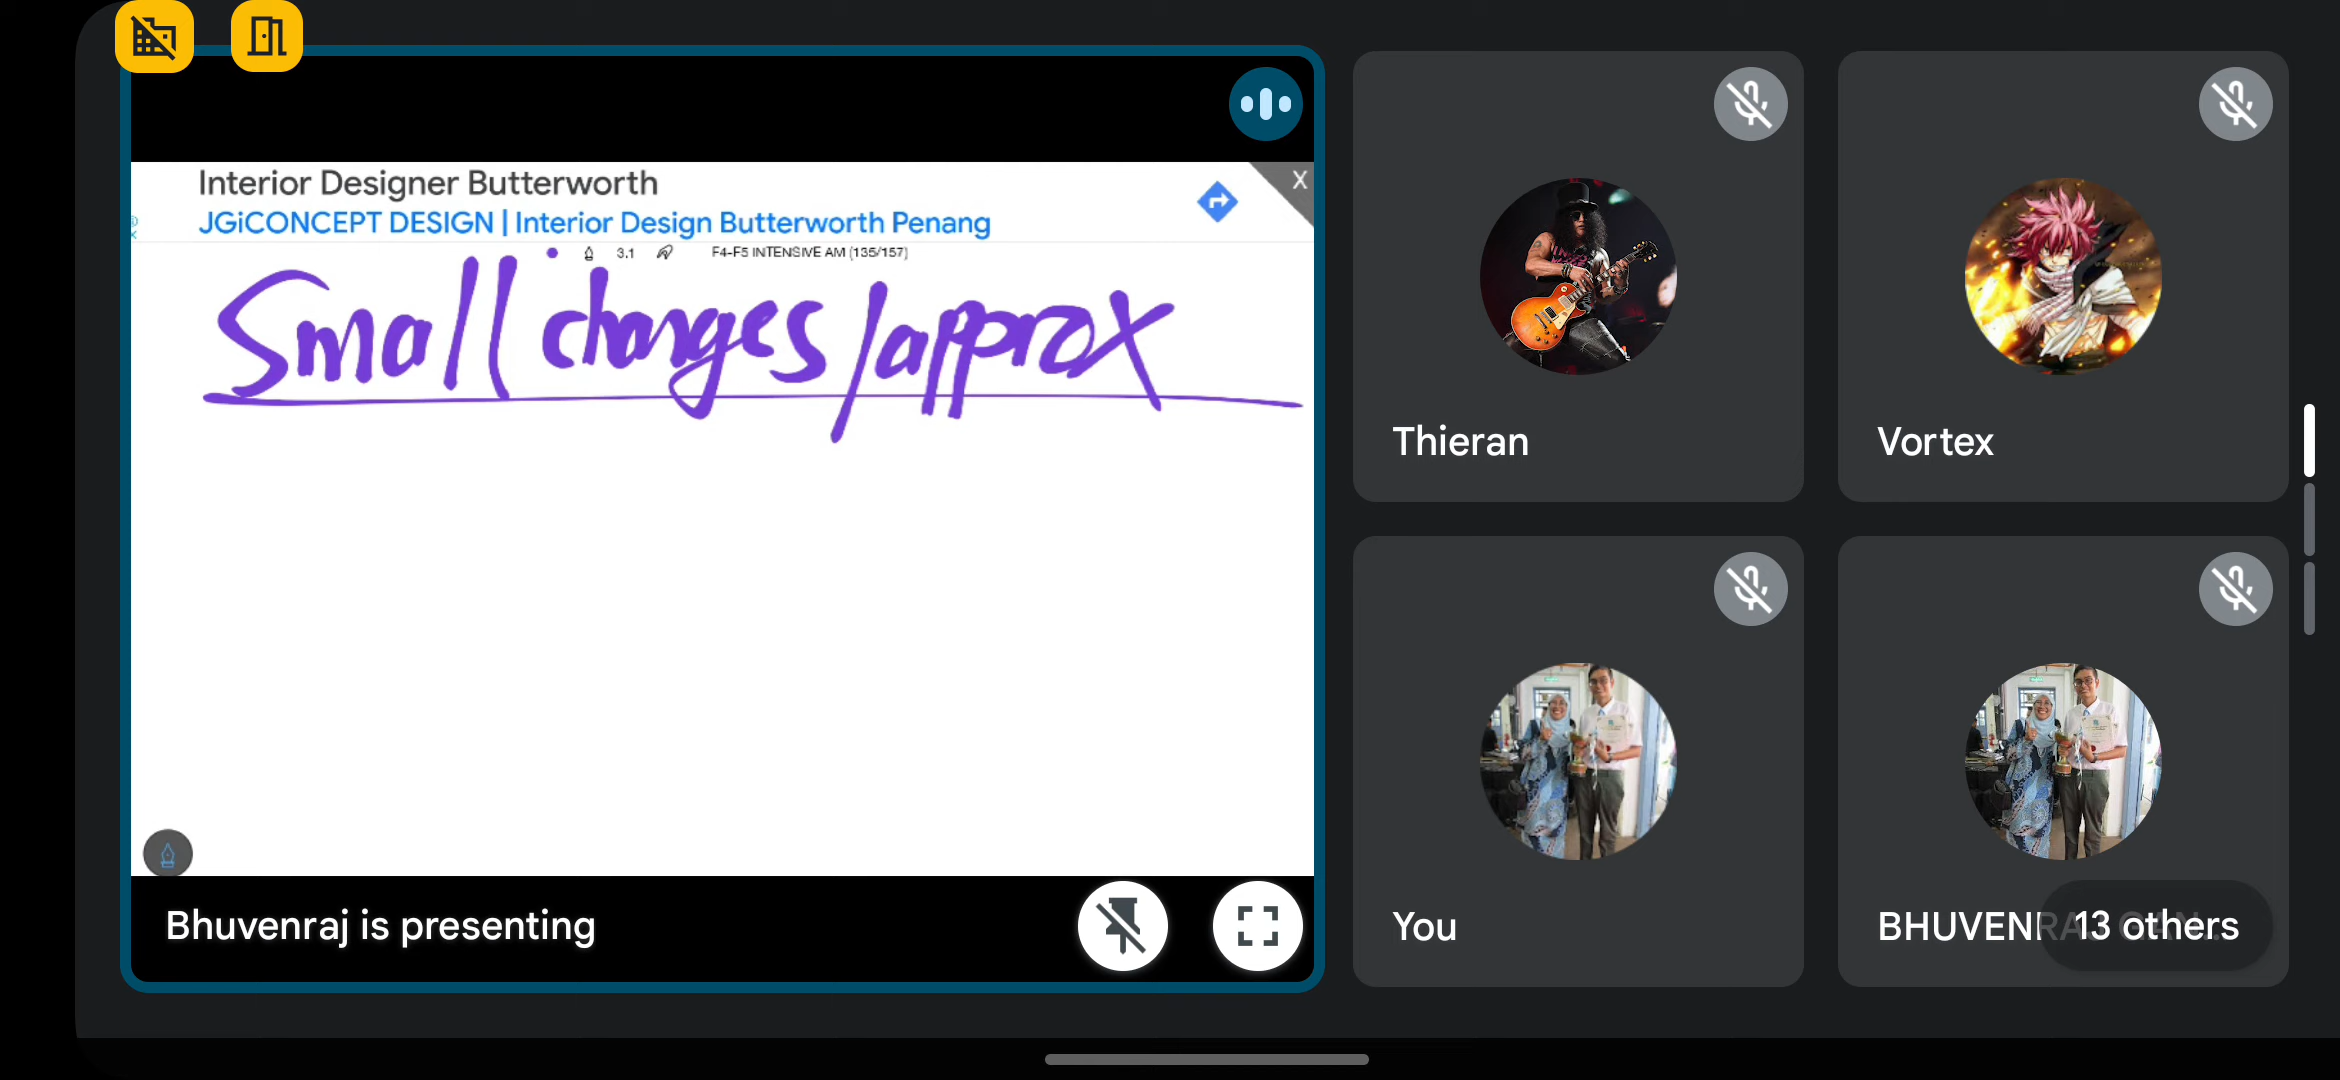 Interior Designer Butterworth
X
JGiCONCEPT DESIGN | Interior Design Butterworth Penang
3.1 F4-F5 INTENSIVE AM (135/157)
Small changes/approx
Bhuvenraj is presenting
Thieran
Vortex
You
BHUVENRAJ
13 others